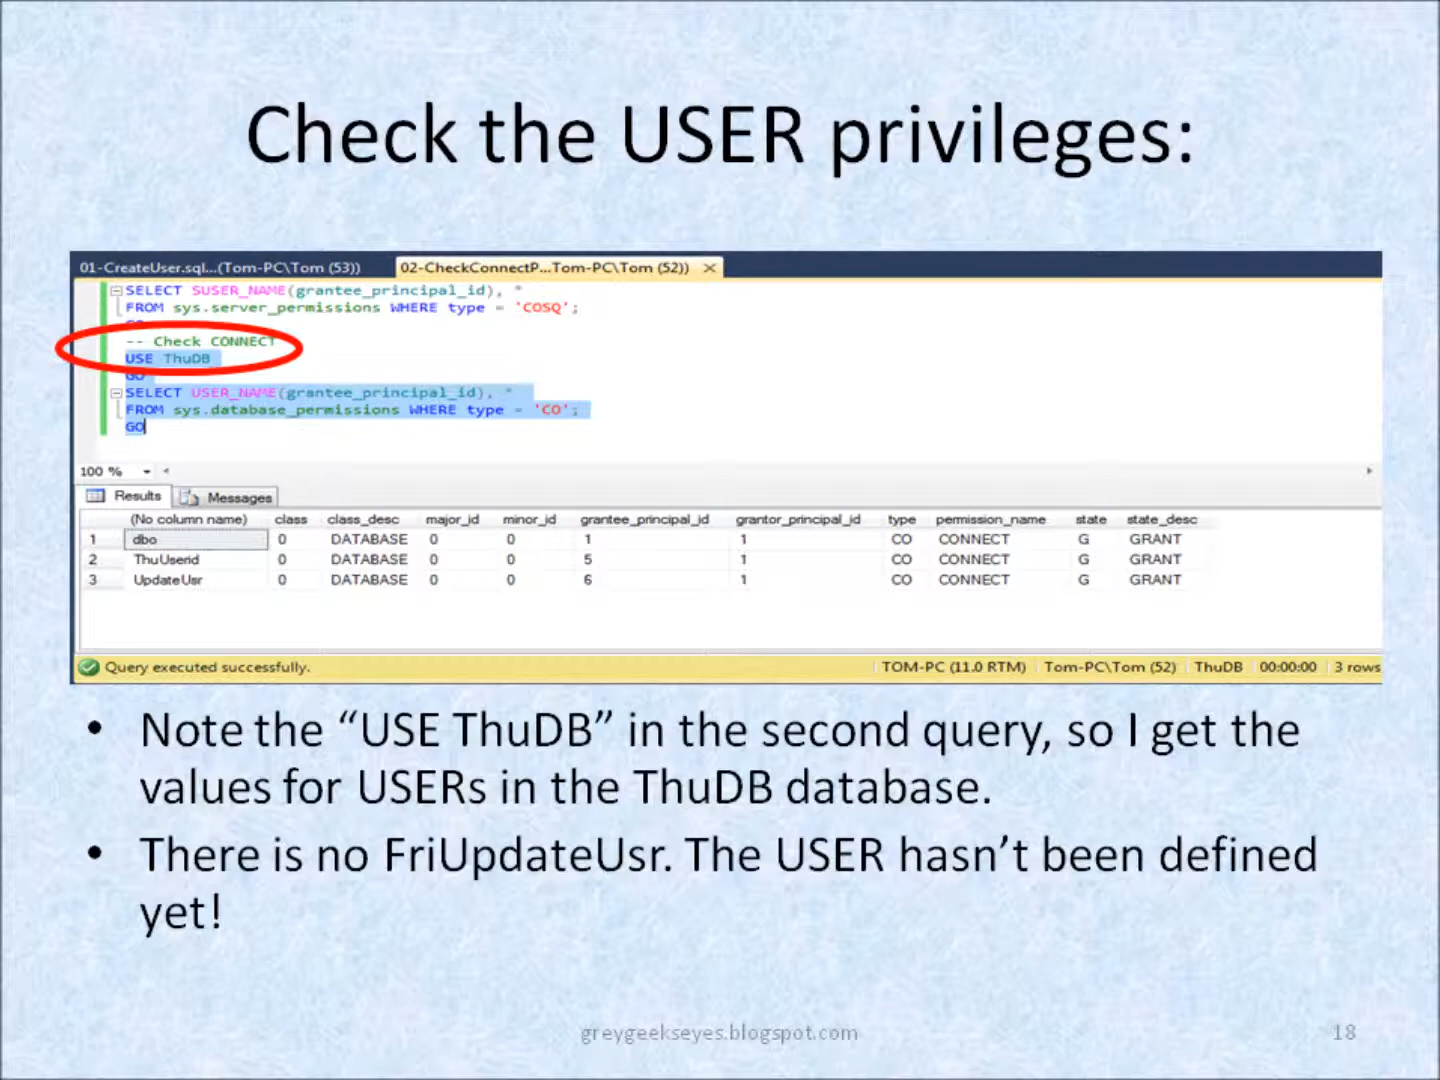 Check the USER privileges:
01-CreateUser.sql...(Tom-PC\Tom (53)) 02-CheckConnectP...Tom-PC\Tom (52)) ×
SELECT SUSER_NAME(grantee_principal_id), *
FROM sys.server_permissions WHERE type = 'COSQ';
GO
-- Check CONNECT
USE ThuDB
GO
SELECT USER_NAME(grantee_principal_id), *
FROM sys.database_permissions WHERE type = 'CO';
GO
100 %
Results Messages
(No column name) class class_desc major_id minor_id grantee_principal_id grantor_principal_id type permission_name state state_desc
1 dbo 0 DATABASE 0 0 1 1 CO CONNECT G GRANT
2 ThuUserid 0 DATABASE 0 0 5 1 CO CONNECT G GRANT
3 UpdateUsr 0 DATABASE 0 0 6 1 CO CONNECT G GRANT
Query executed successfully. TOM-PC (11.0 RTM) Tom-PC\Tom (52) ThuDB 00:00:00 3 rows
• Note the “USE ThuDB” in the second query, so I get the
values for USERs in the ThuDB database.
• There is no FriUpdateUsr. The USER hasn’t been defined
yet!
greygeekseyes.blogspot.com 18